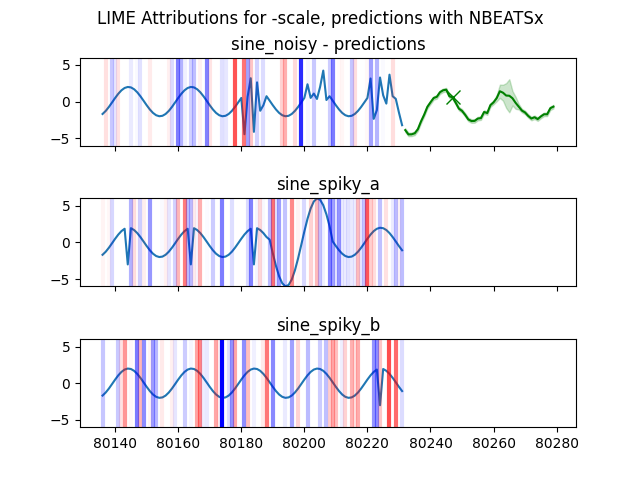 LIME Attributions for -scale, predictions with NBEATSx
sine_noisy - predictions
5
0
−5
sine_spiky_a
5
0
−5
sine_spiky_b
5
0
−5
80140 80160 80180 80200 80220 80240 80260 80280